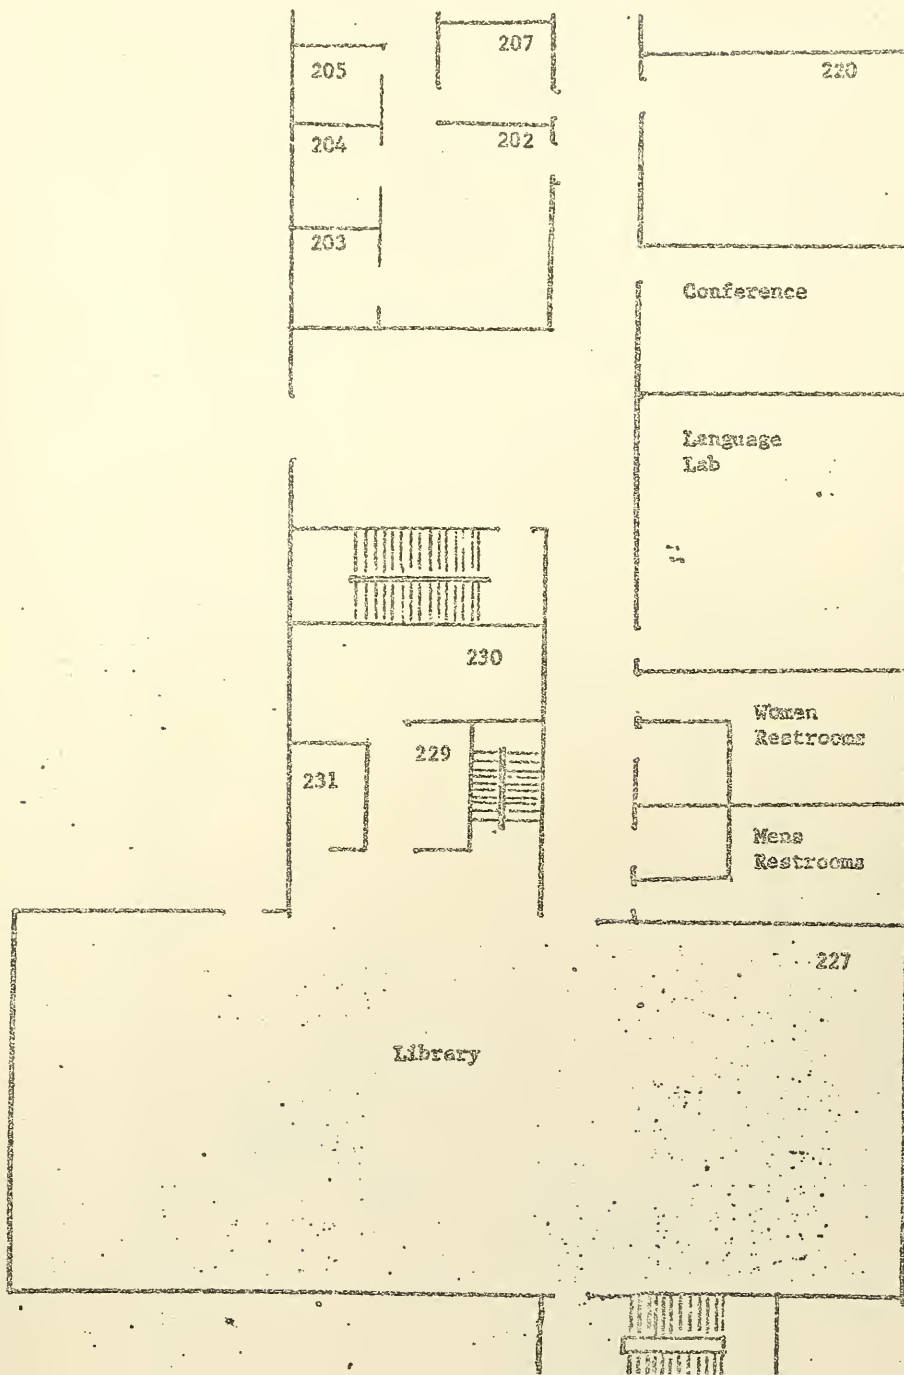 207
205
220
204
202
203
Conference
Language
Lab
230
Women
Restrooms
229
231
Mens
Restrooms
227
Library